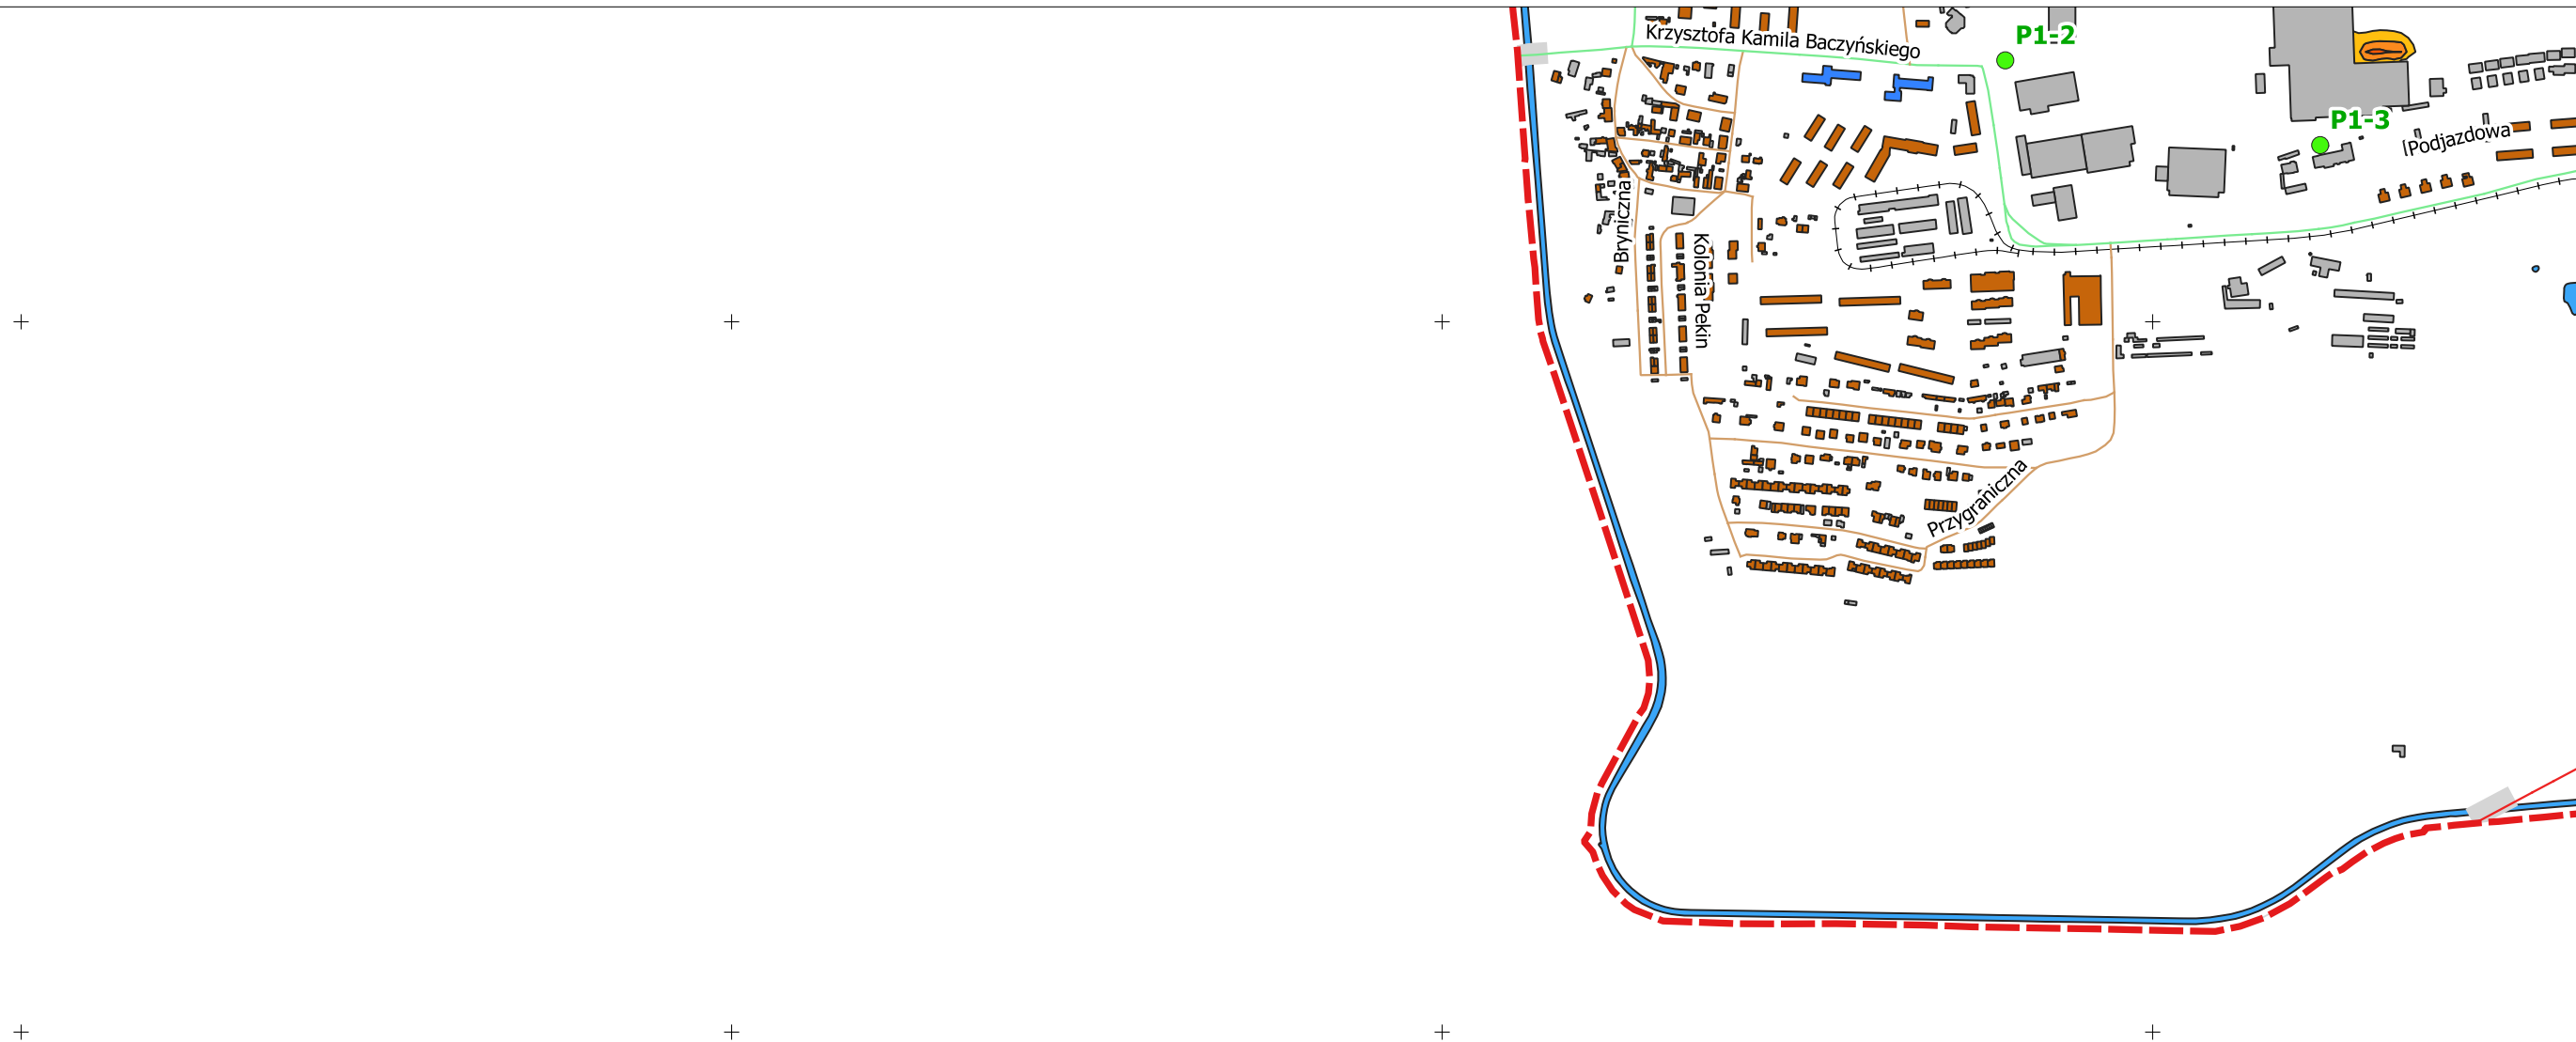 Krzysztofa Kamila Baczyńskiego
P1-2
P1-3
Podjazdowa
Bryniczna
Kolonia Pekin
Przygraniczna